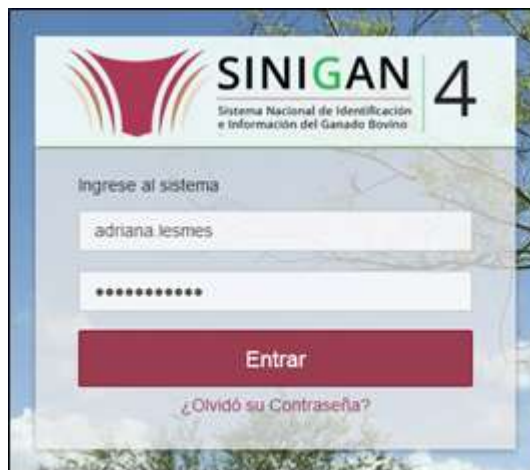 SINIGAN 4
Sistema Nacional de Identificación
e Información del Ganado Bovino
Ingrese al sistema
adriana.lesmes
•••••••••••
Entrar
¿Olvidó su Contraseña?